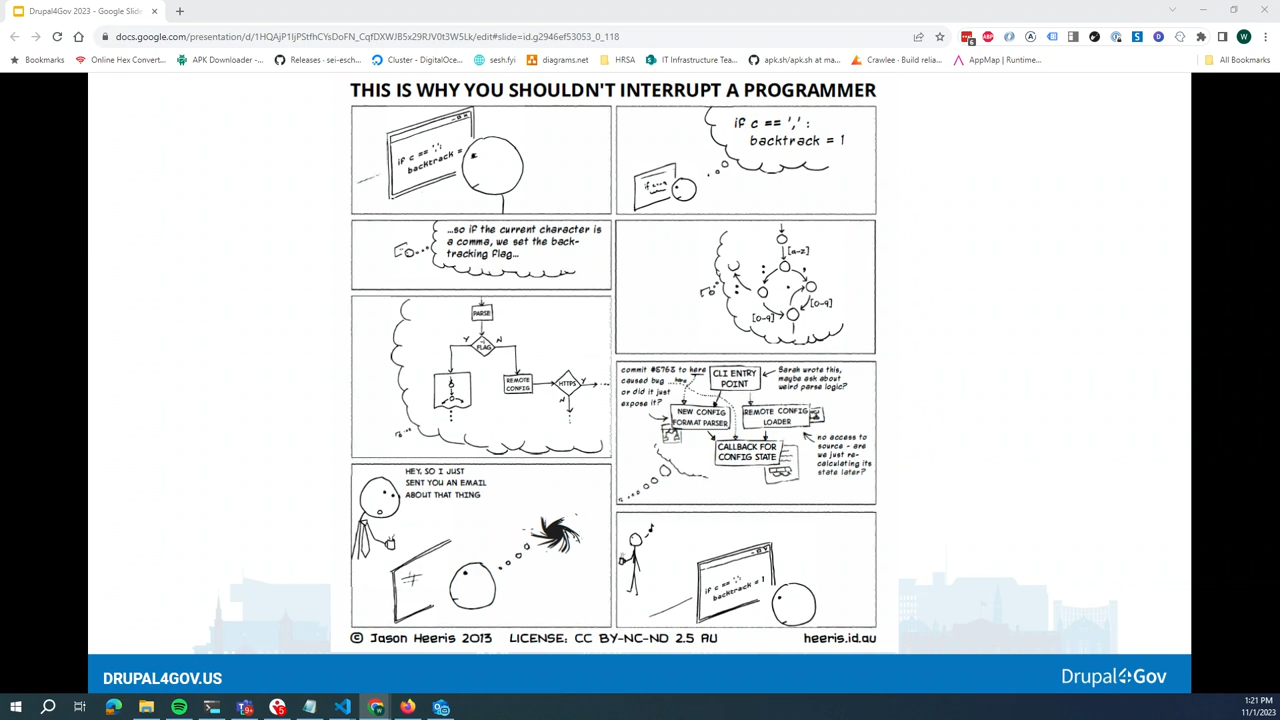 Drupal4Gov 2023 - Google Slide
docs.google.com/presentation/d/1HQAjP1IjPStfhCYsDoFN_CqfDXWJB5x29RJV0t3W5Lk/edit#slide=id.g2946ef53053_0_118
Bookmarks
Hex Online Convert...
APK Downloader -...
Releases · sei-esch...
Cluster - DigitalOce...
sesh.fyi
diagrams.net
HRSA
IT Infrastructure Tea...
apk.sh/apk.sh at ma...
Crawlee · Build relia...
AppMap | Runtime...
All Bookmarks
THIS IS WHY YOU SHOULDN'T INTERRUPT A PROGRAMMER
if c == ',':
backtrack =
if c == ',' :
backtrack = 1
...so if the current character is
a comma, we set the back-
tracking flag...
[a-z]
[0-9]
[0-9]
PARSE
Y
FLAG
N
REMOTE
CONFIG
HTTPS
Y
N
commit #6763 to here
caused bug ...here
or did it just
expose it?
CLI ENTRY
POINT
Sarah wrote this,
maybe ask about
weird parse logic?
NEW CONFIG
FORMAT PARSER
REMOTE CONFIG
LOADER
CALLBACK FOR
CONFIG STATE
no access to
source - are
we just re-
calculating its
state later?
HEY, SO I JUST
SENT YOU AN EMAIL
ABOUT THAT THING
if c == ',':
backtrack = 1
© Jason Heeris 2013 LICENSE: CC BY-NC-ND 2.5 AU heeris.id.au
DRUPAL4GOV.US
Drupal4Gov
1:21 PM
11/1/2023